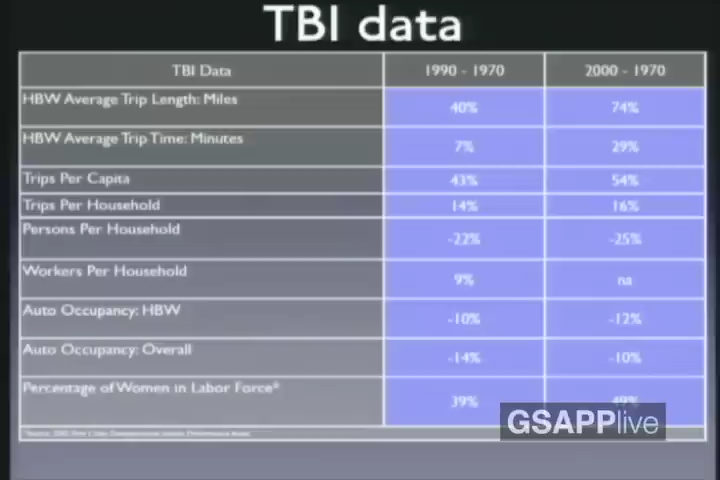 TBI data
TBI Data 1990 - 1970 2000 - 1970
HBW Average Trip Length: Miles 40% 74%
HBW Average Trip Time: Minutes 7% 29%
Trips Per Capita 43% 54%
Trips Per Household 14% 16%
Persons Per Household -22% -25%
Workers Per Household 9% na
Auto Occupancy: HBW -10% -12%
Auto Occupancy: Overall -14% -10%
Percentage of Women in Labor Force* 39% 49%
GSAPPlive